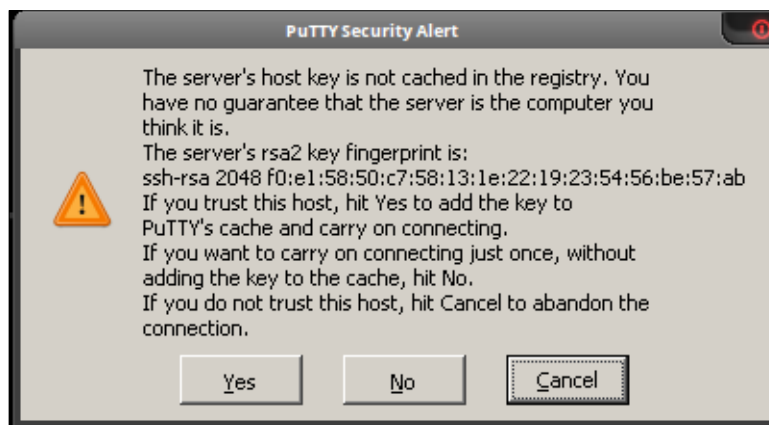 PuTTY Security Alert
The server's host key is not cached in the registry. You
have no guarantee that the server is the computer you
think it is.
The server's rsa2 key fingerprint is:
ssh-rsa 2048 f0:e1:58:50:c7:58:13:1e:22:19:23:54:56:be:57:ab
If you trust this host, hit Yes to add the key to
PuTTY's cache and carry on connecting.
If you want to carry on connecting just once, without
adding the key to the cache, hit No.
If you do not trust this host, hit Cancel to abandon the
connection.
Yes
No
Cancel